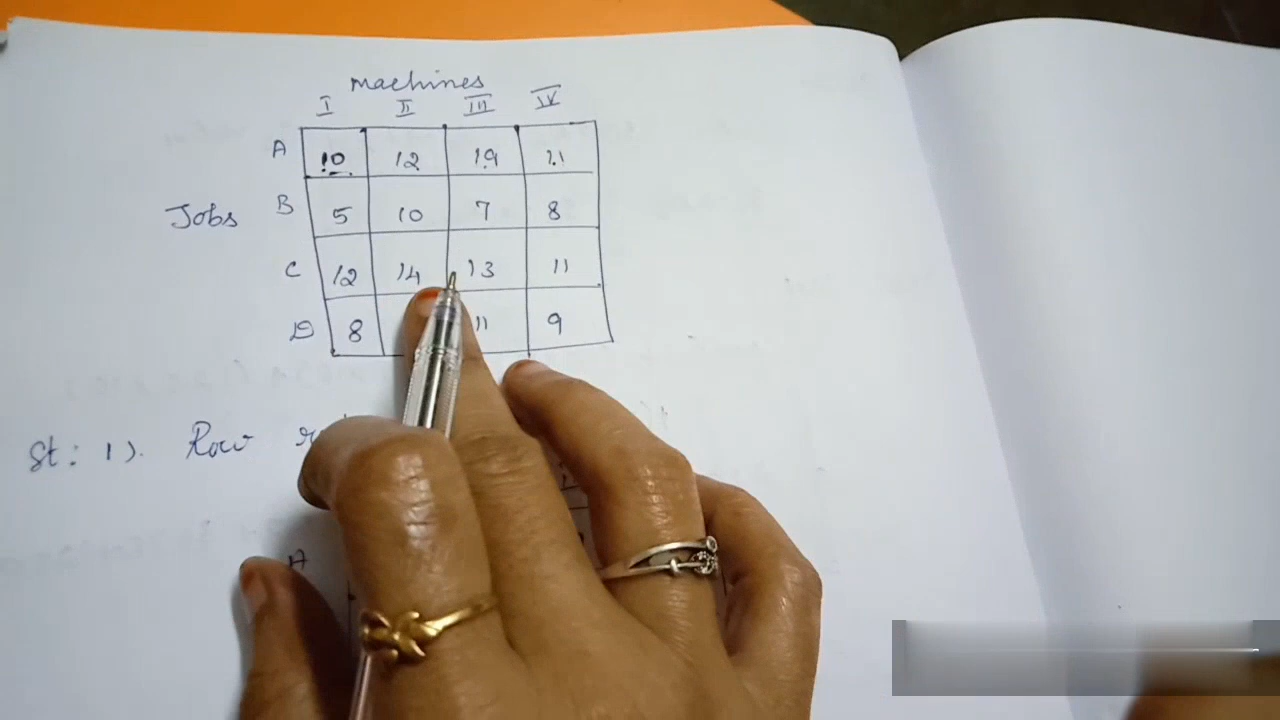 Machines
I II III IV
A 10 12 19 11
Jobs B 5 10 7 8
C 12 14 13 11
D 8 11 9
St: 1). Row
A